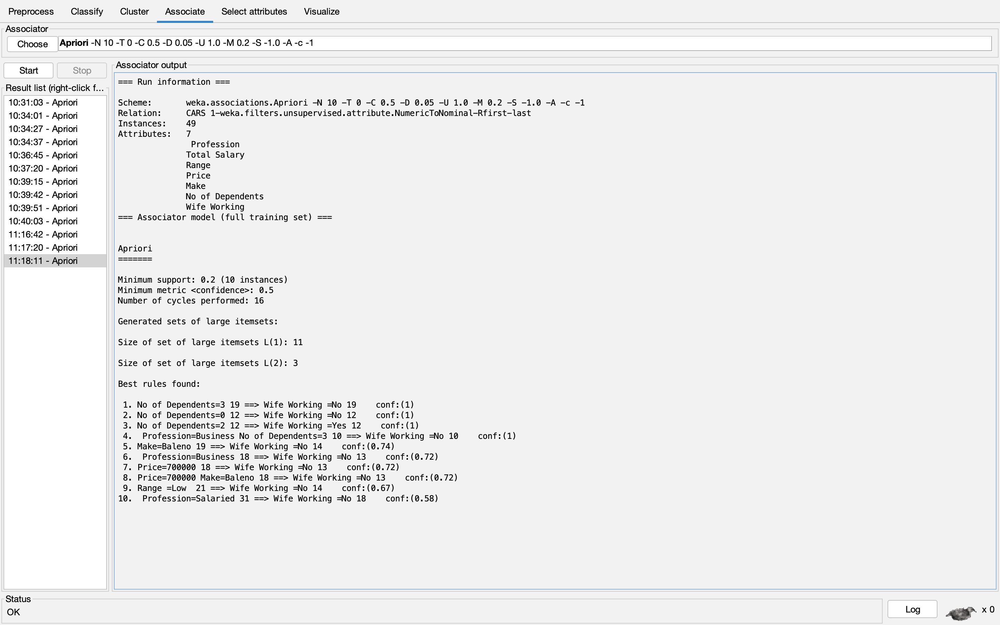 Preprocess Classify Cluster Associate Select attributes Visualize
Associator
Choose Apriori -N 10 -T 0 -C 0.5 -D 0.05 -U 1.0 -M 0.2 -S -1.0 -A -c -1
Start Stop
Result list (right-click f...
10:31:03 - Apriori
10:34:01 - Apriori
10:34:27 - Apriori
10:34:37 - Apriori
10:36:45 - Apriori
10:37:20 - Apriori
10:39:15 - Apriori
10:39:42 - Apriori
10:39:51 - Apriori
10:40:03 - Apriori
11:16:42 - Apriori
11:17:20 - Apriori
11:18:11 - Apriori
Associator output
=== Run information ===
Scheme: weka.associations.Apriori -N 10 -T 0 -C 0.5 -D 0.05 -U 1.0 -M 0.2 -S -1.0 -A -c -1
Relation: CARS 1-weka.filters.unsupervised.attribute.NumericToNominal-Rfirst-last
Instances: 49
Attributes: 7
Profession
Total Salary
Range
Price
Make
No of Dependents
Wife Working
=== Associator model (full training set) ===
Apriori
=======
Minimum support: 0.2 (10 instances)
Minimum metric <confidence>: 0.5
Number of cycles performed: 16
Generated sets of large itemsets:
Size of set of large itemsets L(1): 11
Size of set of large itemsets L(2): 3
Best rules found:
1. No of Dependents=3 19 ==> Wife Working =No 19 conf:(1)
2. No of Dependents=0 12 ==> Wife Working =No 12 conf:(1)
3. No of Dependents=2 12 ==> Wife Working =Yes 12 conf:(1)
4. Profession=Business No of Dependents=3 10 ==> Wife Working =No 10 conf:(1)
5. Make=Baleno 19 ==> Wife Working =No 14 conf:(0.74)
6. Profession=Business 18 ==> Wife Working =No 13 conf:(0.72)
7. Price=700000 18 ==> Wife Working =No 13 conf:(0.72)
8. Price=700000 Make=Baleno 18 ==> Wife Working =No 13 conf:(0.72)
9. Range =Low 21 ==> Wife Working =No 14 conf:(0.67)
10. Profession=Salaried 31 ==> Wife Working =No 18 conf:(0.58)
Status
OK
Log x 0